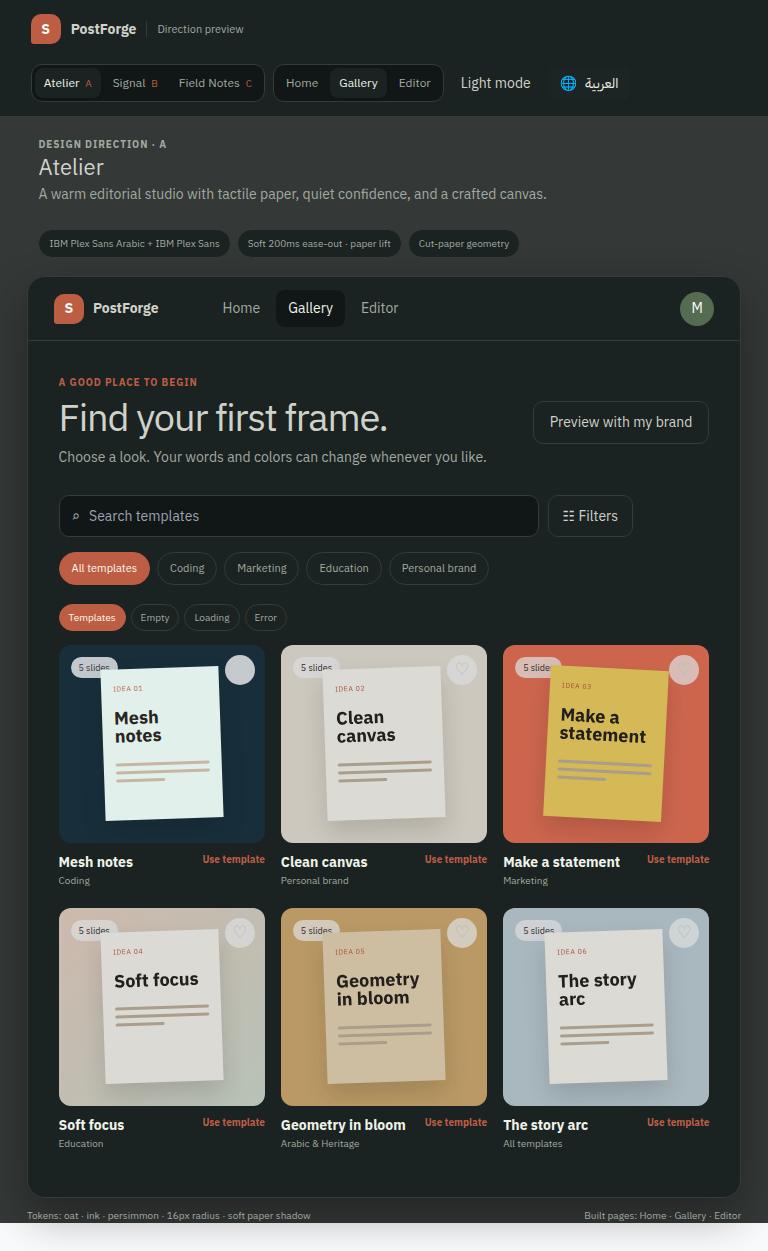 S PostForge Direction preview
Atelier A Signal B Field Notes C Home Gallery Editor Light mode العربية
DESIGN DIRECTION · A
Atelier
A warm editorial studio with tactile paper, quiet confidence, and a crafted canvas.
IBM Plex Sans Arabic + IBM Plex Sans Soft 200ms ease-out · paper lift Cut-paper geometry
S PostForge Home Gallery Editor M
A GOOD PLACE TO BEGIN
Find your first frame.
Preview with my brand
Choose a look. Your words and colors can change whenever you like.
Search templates Filters
All templates Coding Marketing Education Personal brand
Templates Empty Loading Error
5 slides 5 slides 5 slides
IDEA 01 IDEA 02 IDEA 03
Mesh notes
Clean canvas
Make a statement
Mesh notes Use template Clean canvas Use template Make a statement Use template
Coding Personal brand Marketing
5 slides 5 slides 5 slides
IDEA 04 IDEA 05 IDEA 06
Soft focus
Geometry in bloom
The story arc
Soft focus Use template Geometry in bloom Use template The story arc Use template
Education Arabic & Heritage All templates
Tokens: oat · ink · persimmon · 16px radius · soft paper shadow Built pages: Home · Gallery · Editor